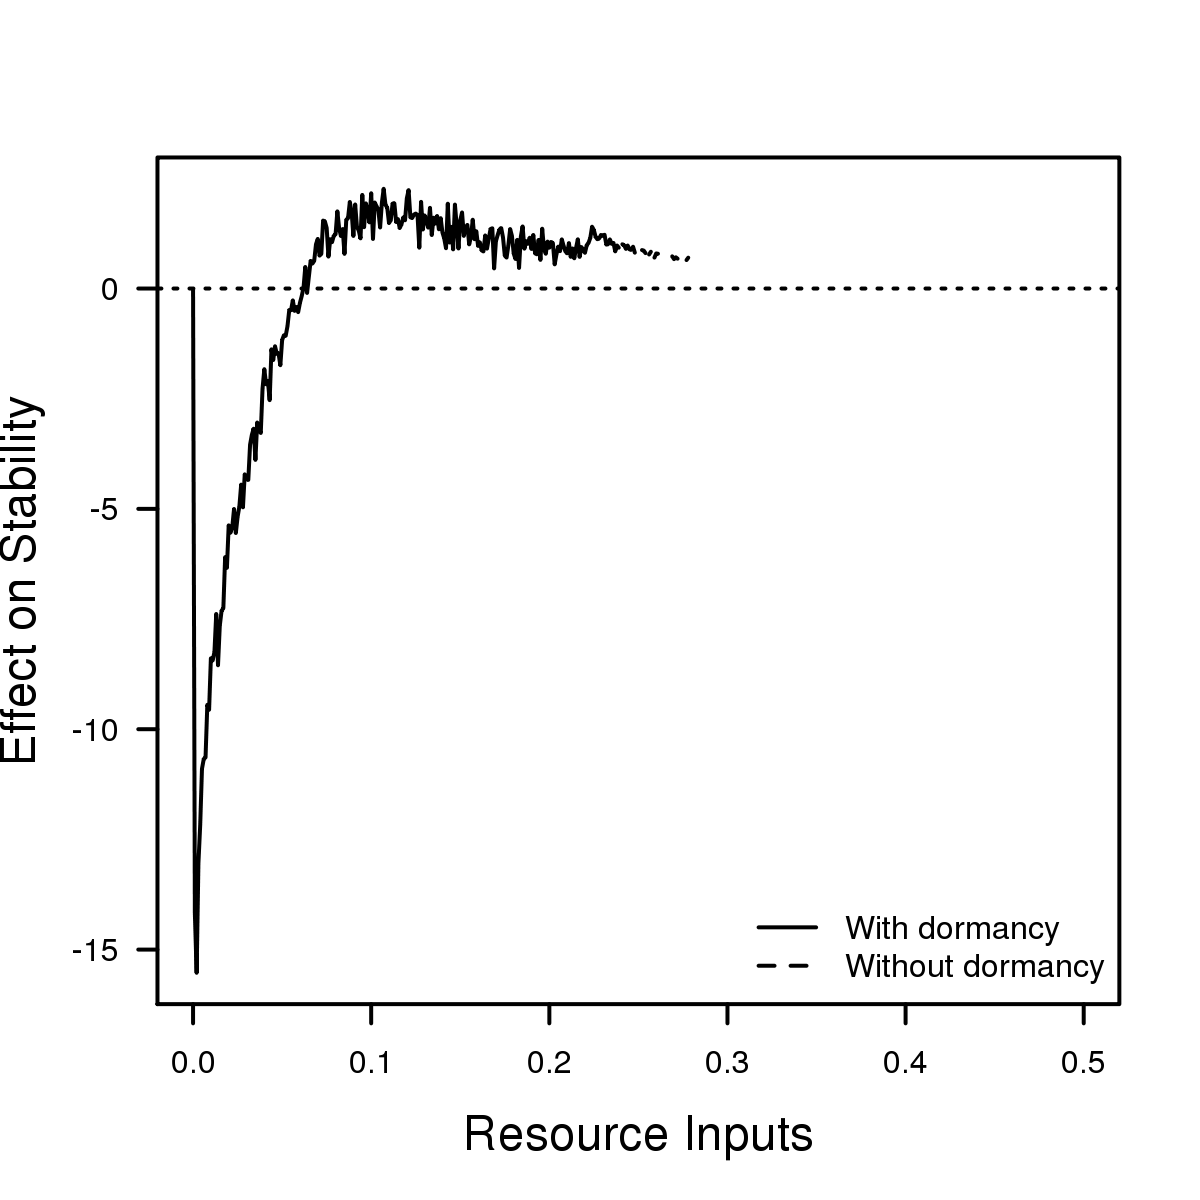 0
-5
-10
-15
Effect on Stability
With dormancy
Without dormancy
0.0 0.1 0.2 0.3 0.4 0.5
Resource Inputs